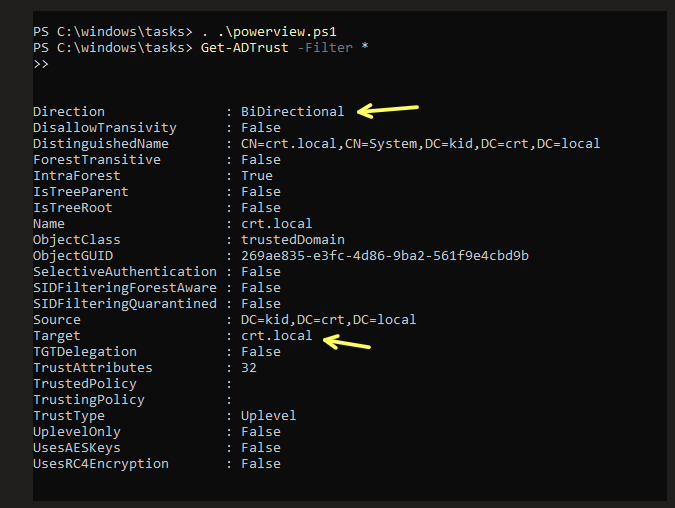 PS C:\windows\tasks> . .\powerview.ps1
PS C:\windows\tasks> Get-ADTrust -Filter *
>>
Direction : BiDirectional
DisallowTransivity : False
DistinguishedName : CN=crt.local,CN=System,DC=kid,DC=crt,DC=local
ForestTransitive : False
IntraForest : True
IsTreeParent : False
IsTreeRoot : False
Name : crt.local
ObjectClass : trustedDomain
ObjectGUID : 269ae835-e3fc-4d86-9ba2-561f9e4cbd9b
SelectiveAuthentication : False
SIDFilteringForestAware : False
SIDFilteringQuarantined : False
Source : DC=kid,DC=crt,DC=local
Target : crt.local
TGTDelegation : False
TrustAttributes : 32
TrustedPolicy :
TrustingPolicy :
TrustType : Uplevel
UplevelOnly : False
UsesAESKeys : False
UsesRC4Encryption : False